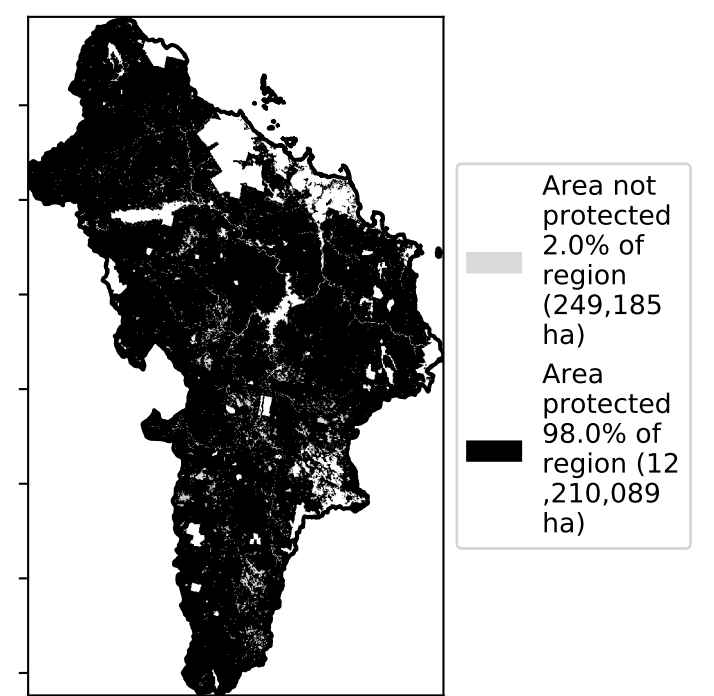 Area not
protected
2.0% of
region
(249,185
ha)
Area
protected
98.0% of
region (12
,210,089
ha)